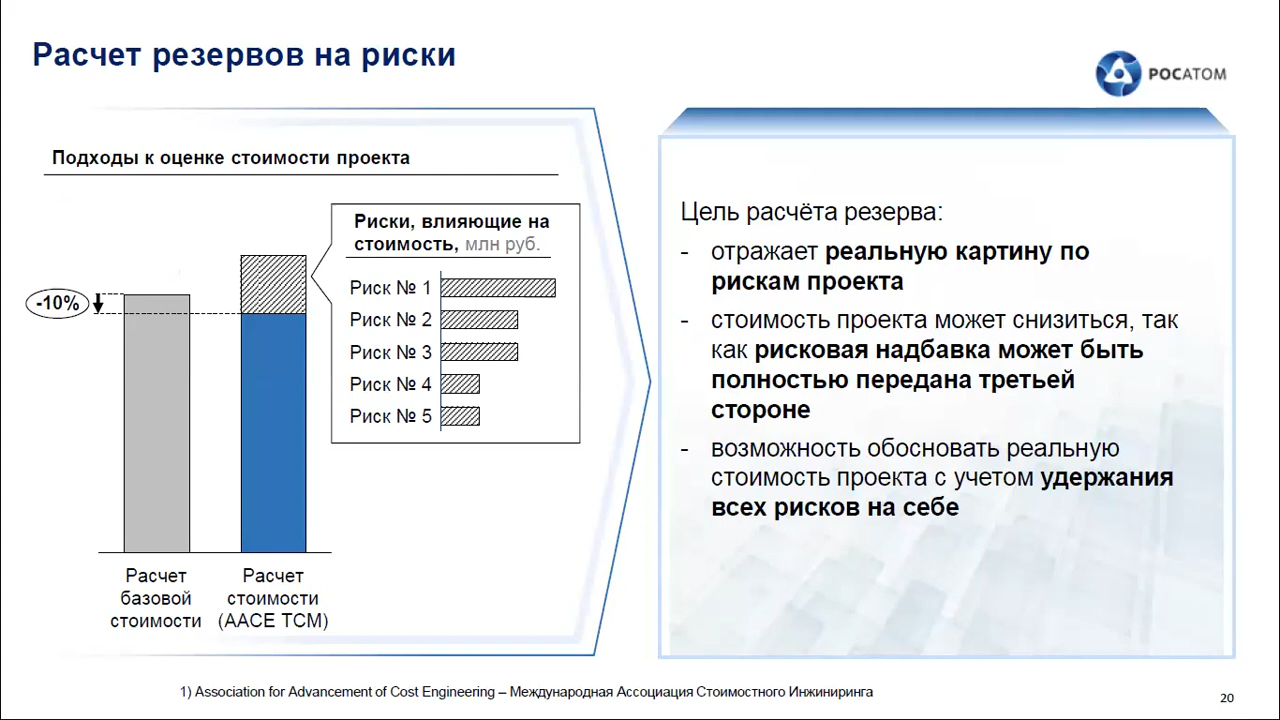 Расчет резервов на риски
РОСАТОМ
Подходы к оценке стоимости проекта
Риски, влияющие на
стоимость, млн руб.
Риск № 1
Риск № 2
Риск № 3
Риск № 4
Риск № 5
-10%
Расчет
базовой
стоимости
Расчет
стоимости
(AACE TCM)
Цель расчёта резерва:
- отражает реальную картину по
рискам проекта
- стоимость проекта может снизиться, так
как рисковая надбавка может быть
полностью передана третьей
стороне
- возможность обосновать реальную
стоимость проекта с учетом удержания
всех рисков на себе
1) Association for Advancement of Cost Engineering – Международная Ассоциация Стоимостного Инжиниринга
20